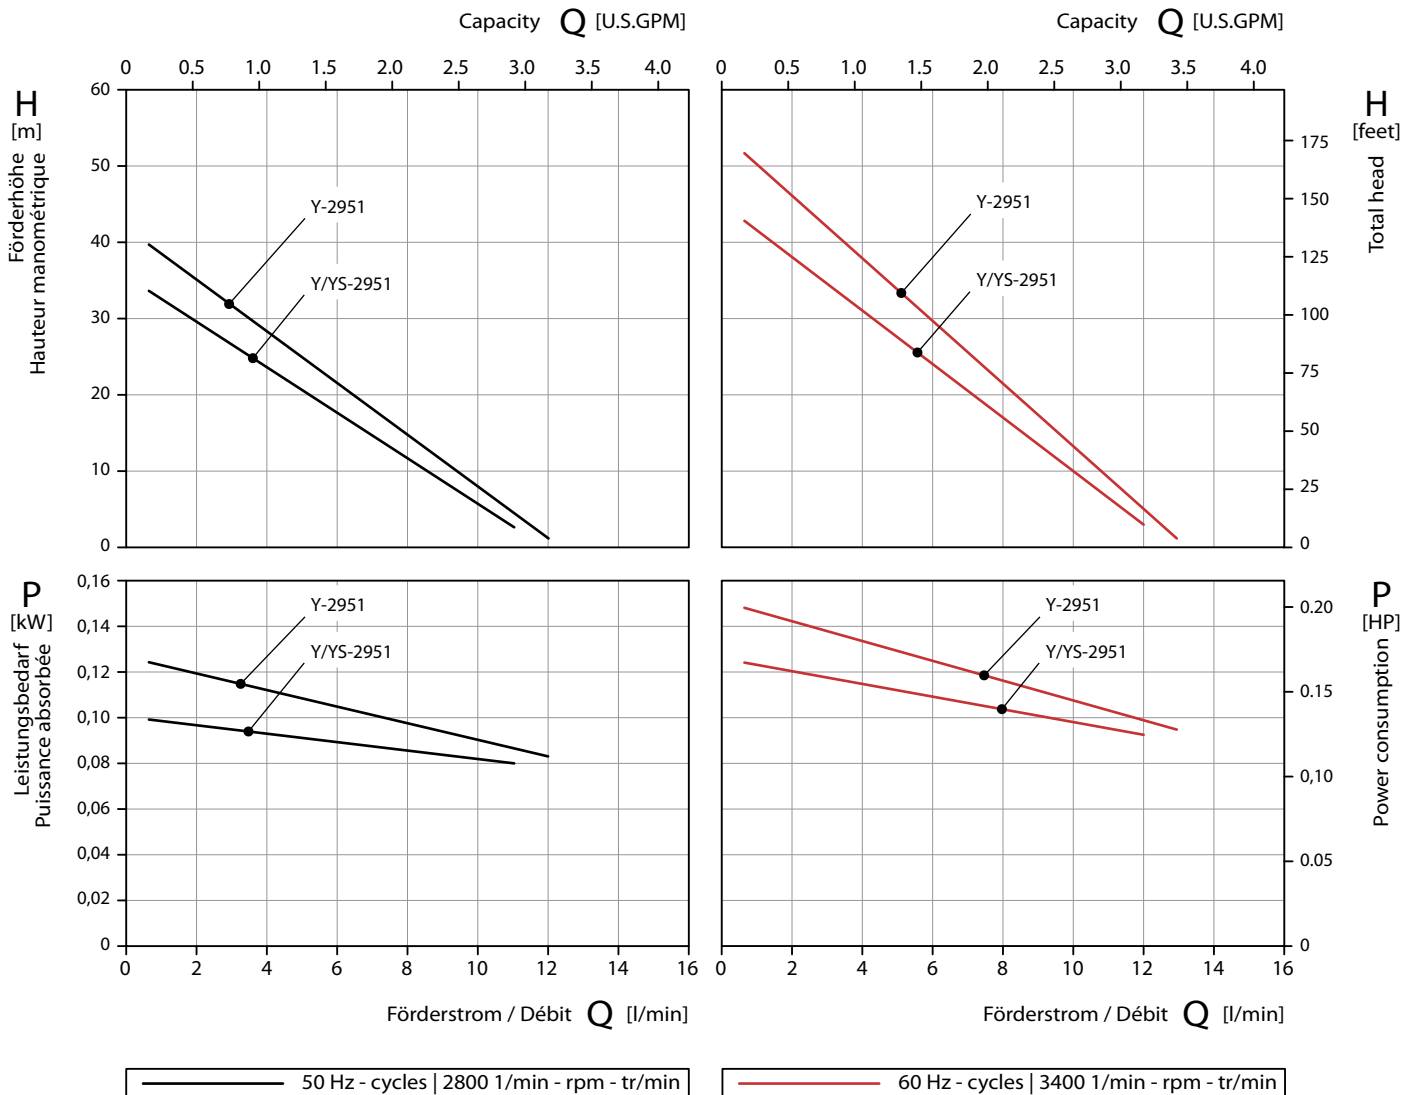 Capacity Q [U.S.GPM]
0 0.5 1.0 1.5 2.0 2.5 3.0 3.5 4.0
H
[m]
Förderhöhe
Hauteur manométrique
60
50
40
30
20
10
0
Y-2951
Y/YS-2951
Capacity Q [U.S.GPM]
0 0.5 1.0 1.5 2.0 2.5 3.0 3.5 4.0
H
[feet]
Total head
175
150
125
100
75
50
25
0
Y-2951
Y/YS-2951
P
[kW]
Leistungsbedarf
Puissance absorbée
0,16
0,14
0,12
0,10
0,08
0,06
0,04
0,02
0
Y-2951
Y/YS-2951
0 2 4 6 8 10 12 14 16
Förderstrom / Débit Q [l/min]
P
[HP]
Power consumption
0.20
0.15
0,10
0.05
0
Y-2951
Y/YS-2951
0 2 4 6 8 10 12 14 16
Förderstrom / Débit Q [l/min]
50 Hz - cycles | 2800 1/min - rpm - tr/min
60 Hz - cycles | 3400 1/min - rpm - tr/min